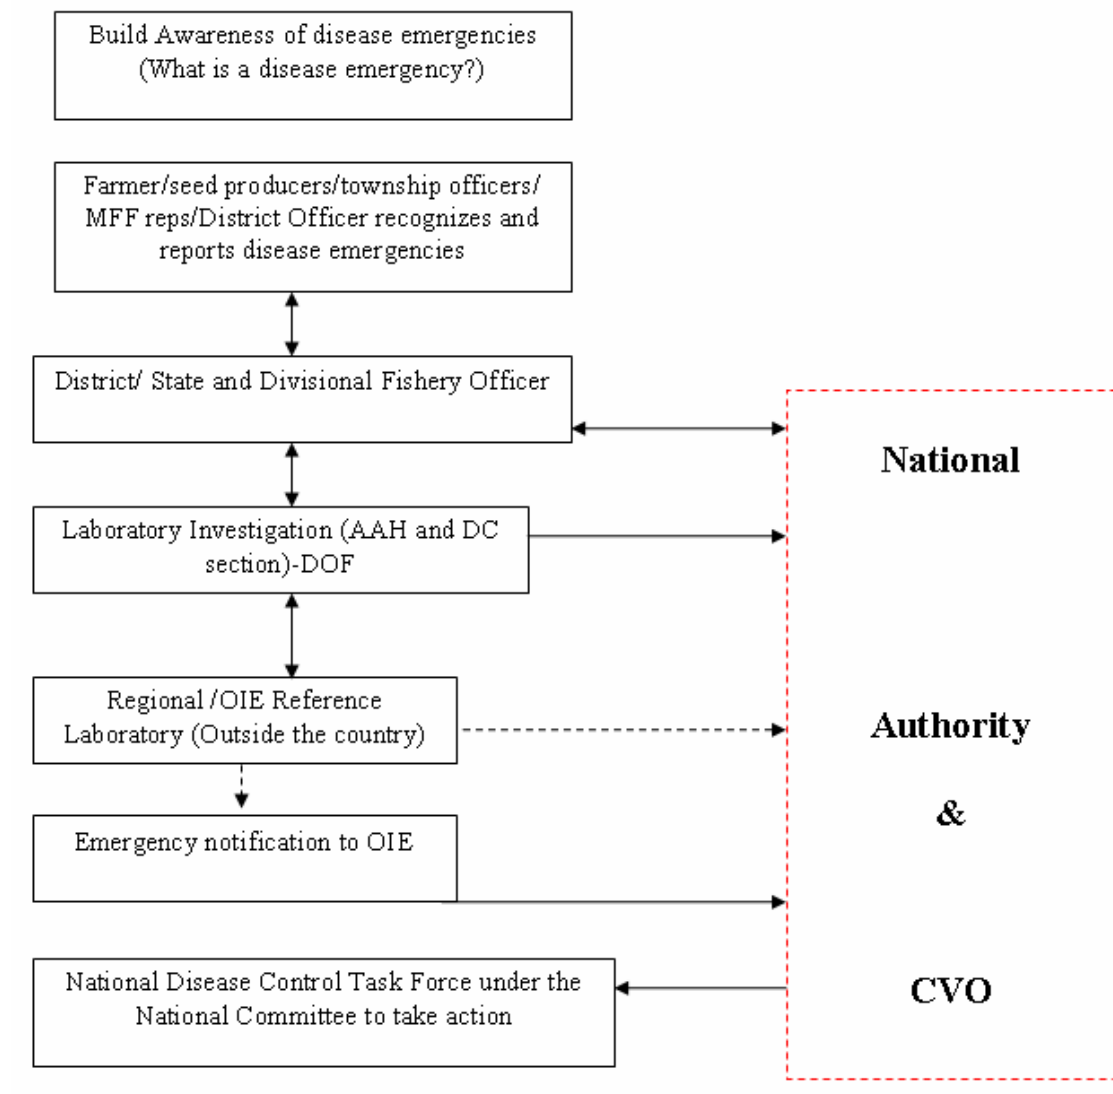 Build Awareness of disease emergencies
(What is a disease emergency?)
Farmer/seed producers/township officers/
MFF reps/District Officer recognizes and
reports disease emergencies
District/ State and Divisional Fishery Officer
National
Laboratory Investigation (AAH and DC
section)-DOF
Regional /OIE Reference
Laboratory (Outside the country)
Authority
&
Emergency notification to OIE
National Disease Control Task Force under the
National Committee to take action
CVO